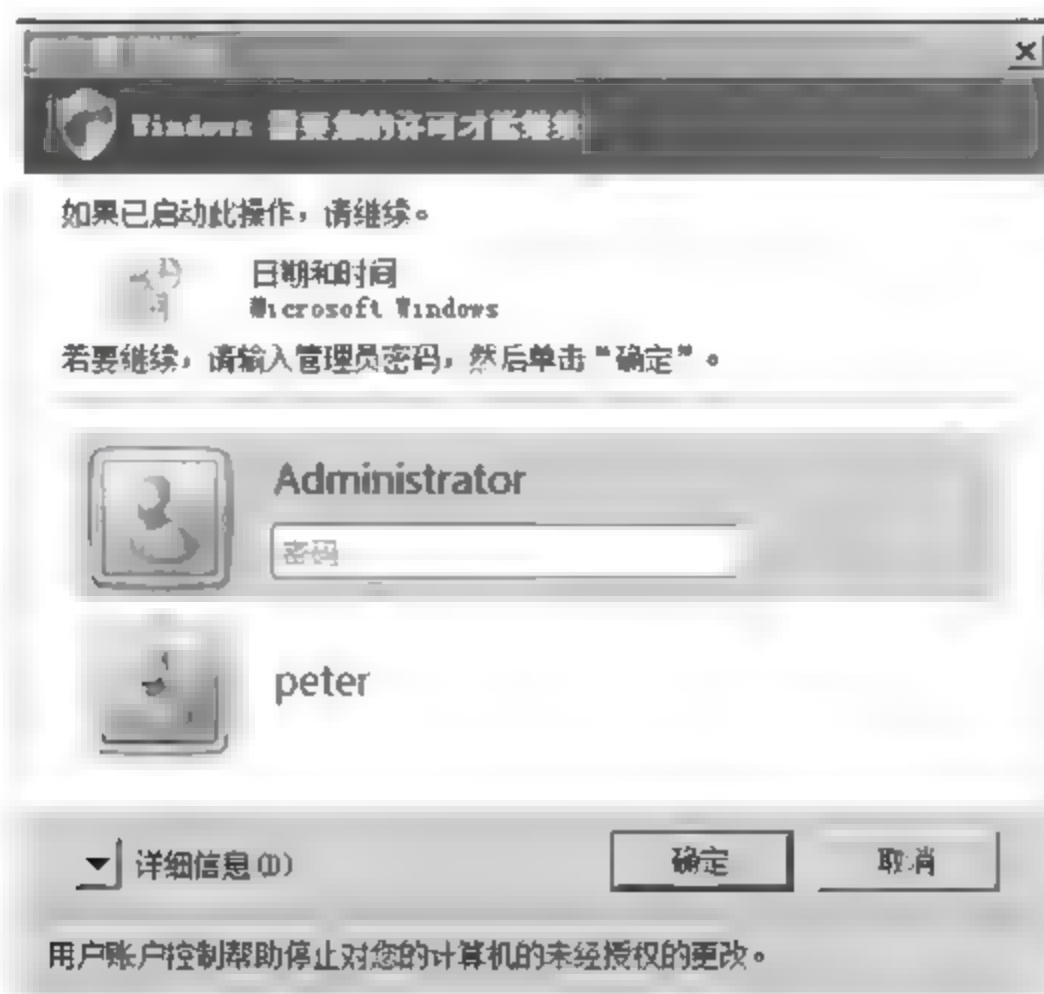 Windows 需要您的许可才能继续
如果已启动此操作，请继续。
日期和时间
Microsoft Windows
若要继续，请输入管理员密码，然后单击“确定”。
Administrator
密码
peter
详细信息(D)
确定
取消
用户账户控制帮助停止对您的计算机的未经授权的更改。